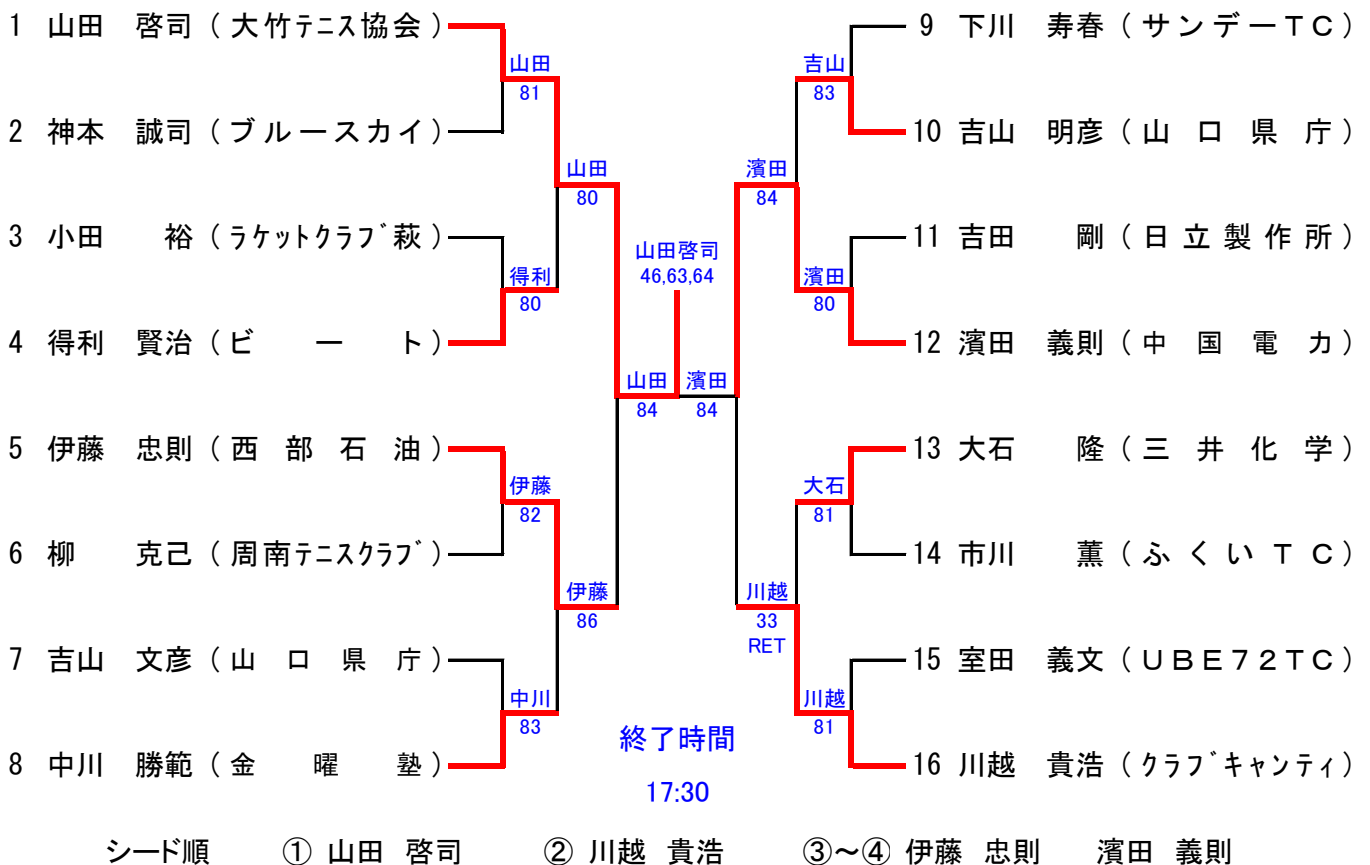 1 山田 啓司 ( 大竹テニス協会 )
山田
81
2 神本 誠司 ( ブルースカイ )
山田
80
3 小田 裕 ( ラケットクラブ萩 )
得利
80
4 得利 賢治 ( ビート )
山田
84
5 伊藤 忠則 ( 西部石油 )
伊藤
82
6 柳 克己 ( 周南テニスクラブ )
伊藤
86
7 吉山 文彦 ( 山口県庁 )
中川
83
8 中川 勝範 ( 金曜塾 )
山田啓司
46,63,64
9 下川 寿春 ( サンデーTC )
吉山
83
10 吉山 明彦 ( 山口県庁 )
濱田
84
11 吉田 剛 ( 日立製作所 )
濱田
80
12 濱田 義則 ( 中国電力 )
濱田
84
13 大石 隆 ( 三井化学 )
大石
81
14 市川 薫 ( ふくいTC )
川越
33
RET
15 室田 義文 ( UBE72TC )
川越
81
16 川越 貴浩 ( クラブキャンティ )
終了時間
17:30
シード順 ① 山田 啓司 ② 川越 貴浩 ③～④ 伊藤 忠則 濱田 義則